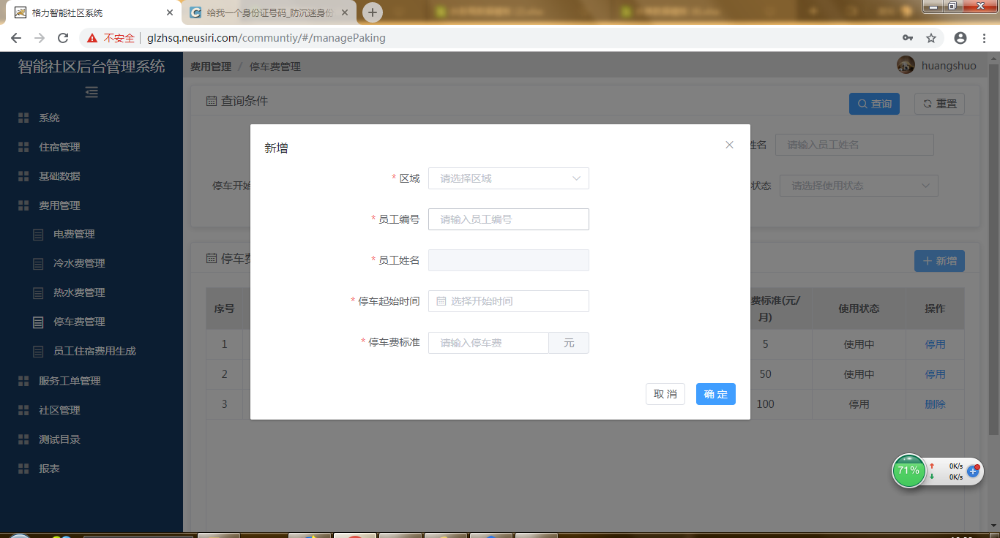 格力智能社区系统
给我一个身份证号码_防沉迷身份
不安全
glzhsq.neusiri.com/communtiy/#/managePaking
智能社区后台管理系统
费用管理 / 停车费管理
huangshuo
系统
住宿管理
基础数据
费用管理
电费管理
冷水费管理
热水费管理
停车费管理
员工住宿费用生成
服务工单管理
社区管理
测试目录
报表
查询条件
查询
重置
姓名
请输入员工姓名
停车开始
状态
请选择使用状态
停车费
新增
序号
费标准(元/月)
使用状态
操作
1
5
使用中
停用
2
50
使用中
停用
3
100
停用
删除
新增
* 区域
请选择区域
* 员工编号
请输入员工编号
* 员工姓名
* 停车起始时间
选择开始时间
* 停车费标准
请输入停车费
元
取 消
确 定
71%
0K/s
0K/s